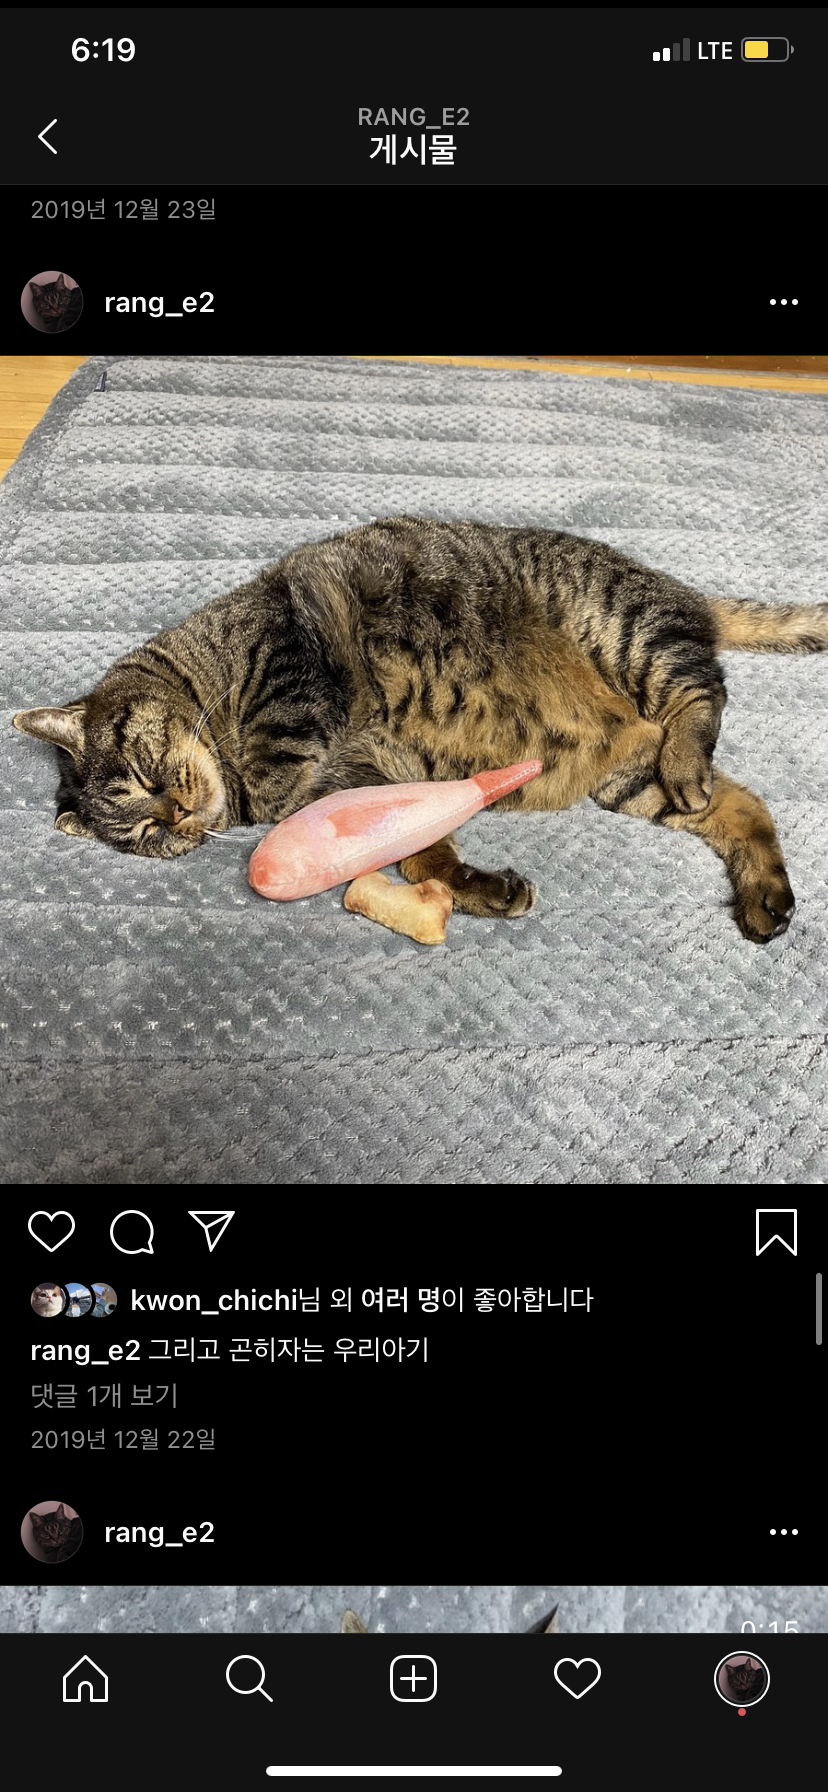 6:19
LTE
RANG_E2
게시물
2019년 12월 23일
rang_e2
kwon_chichi님 외 여러 명이 좋아합니다
rang_e2 그리고 곤히자는 우리아기
댓글 1개 보기
2019년 12월 22일
rang_e2
0:15